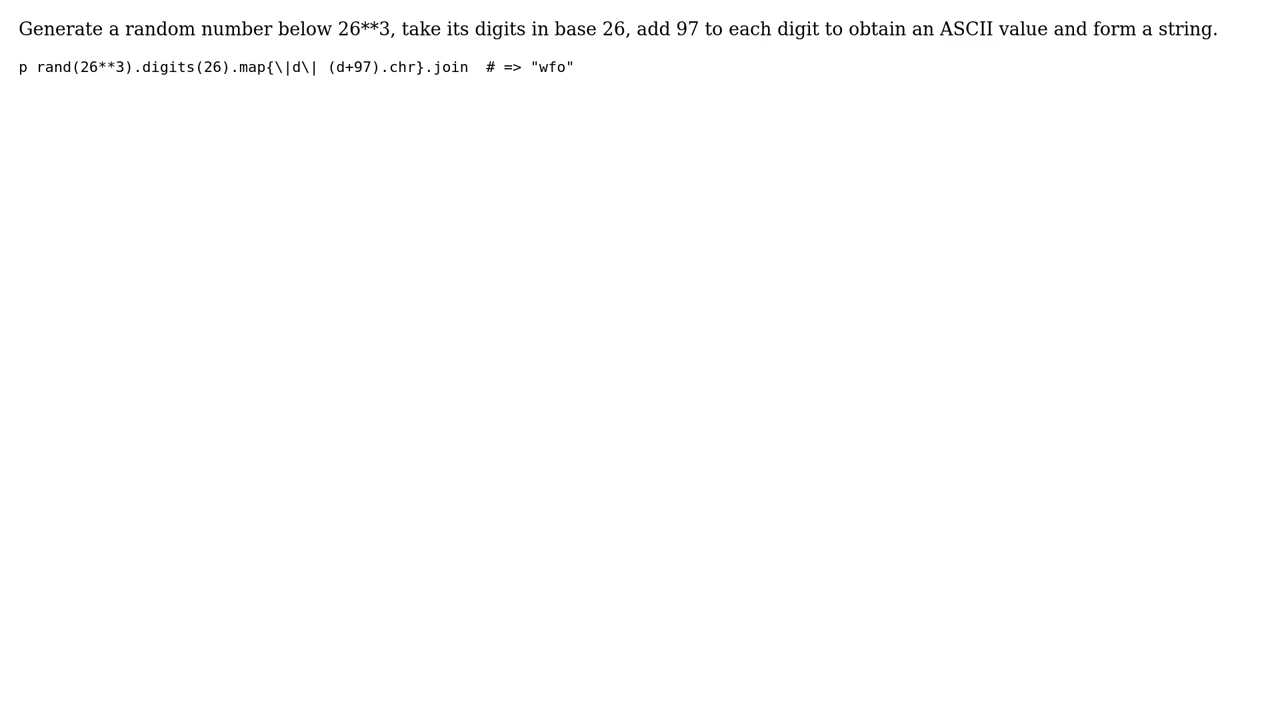 Generate a random number below 26**3, take its digits in base 26, add 97 to each digit to obtain an ASCII value and form a string.
p rand(26**3).digits(26).map{\|d\| (d+97).chr}.join  # => "wfo"